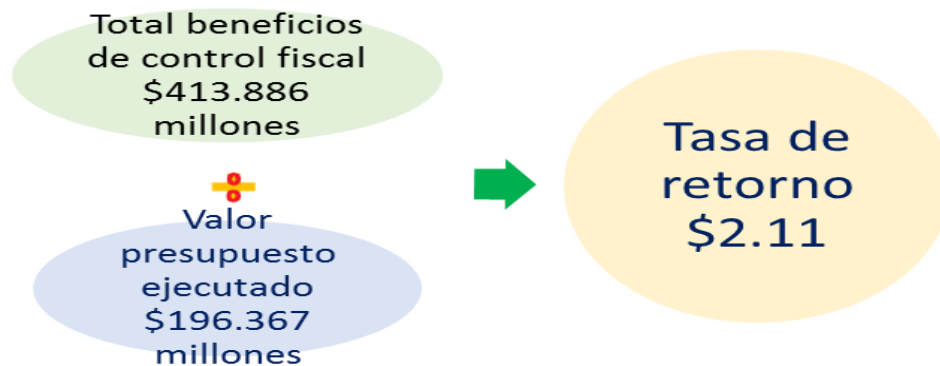 Total beneficios
de control fiscal
$413.886
millones
Valor
presupuesto
ejecutado
$196.367
millones
Tasa de
retorno
$2.11